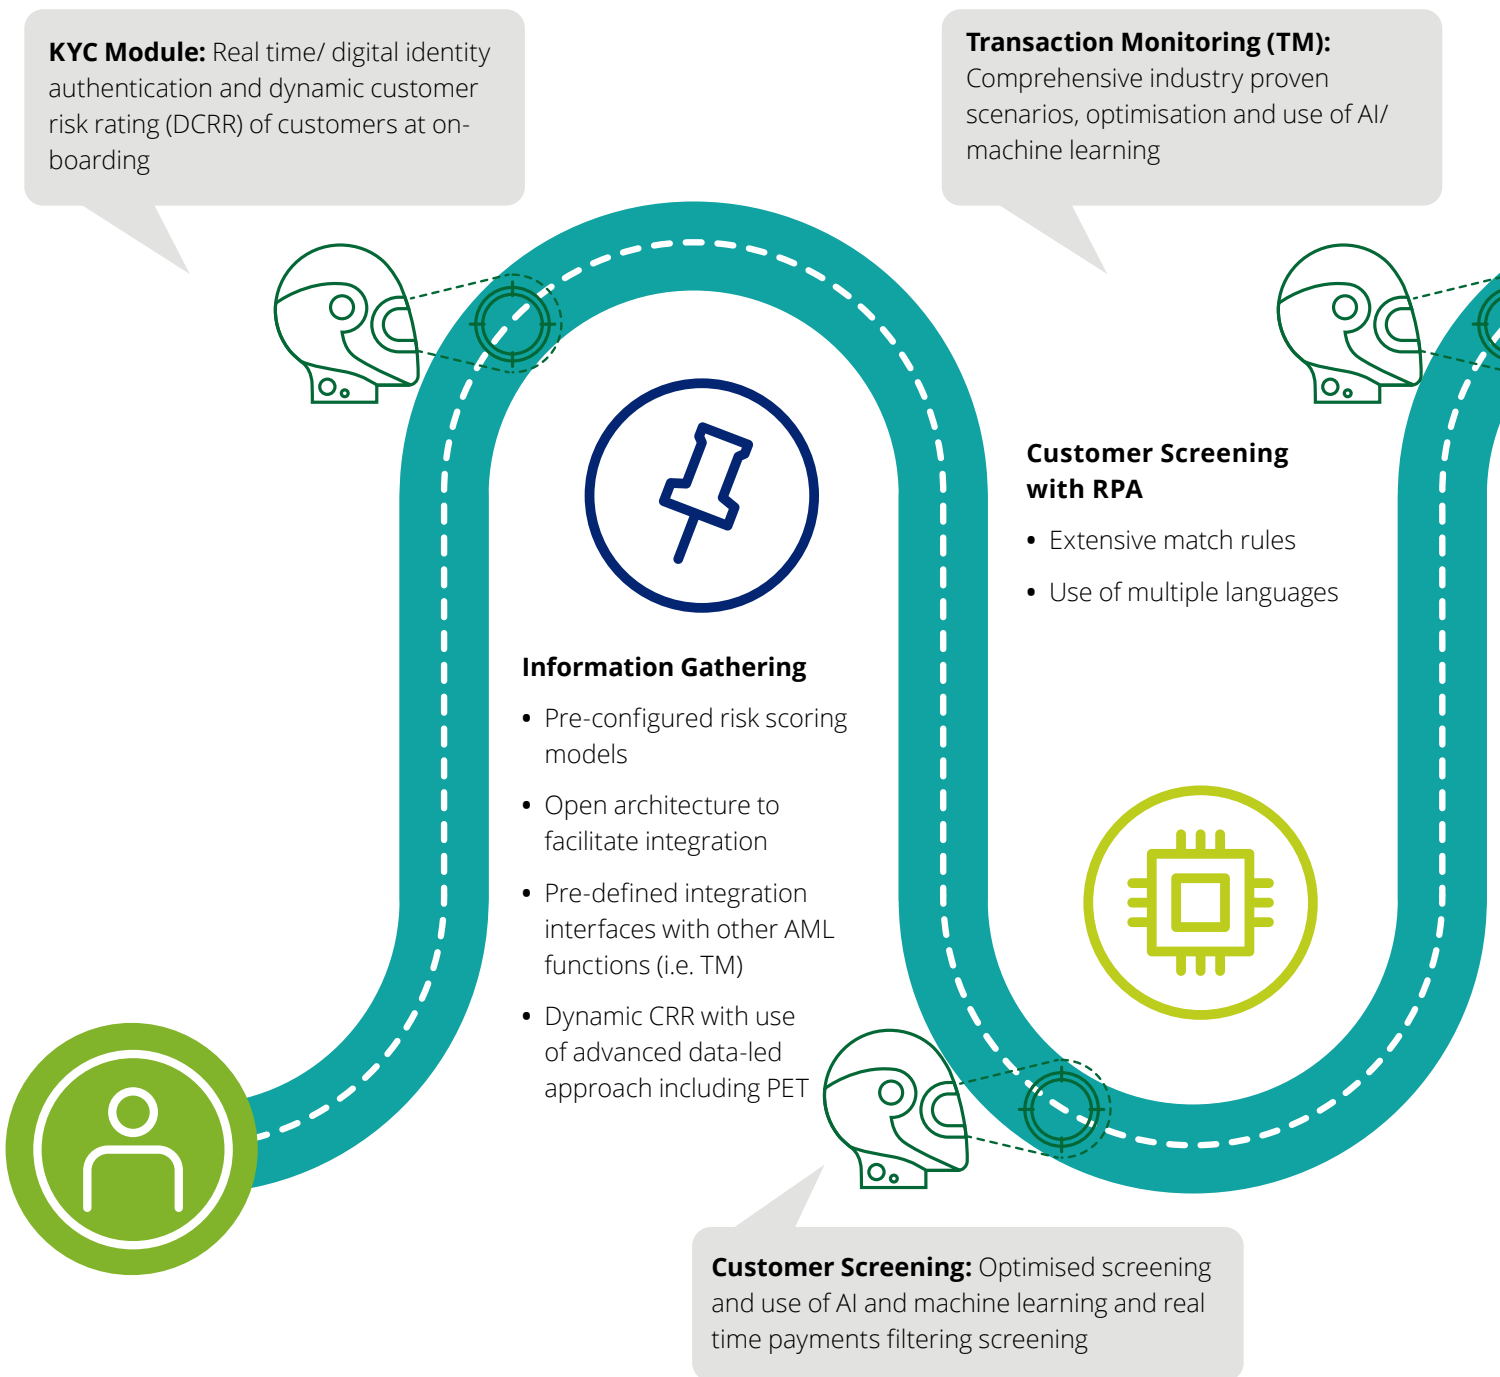 KYC Module: Real time/ digital identity
authentication and dynamic customer
risk rating (DCRR) of customers at on-
boarding
Transaction Monitoring (TM):
Comprehensive industry proven
scenarios, optimisation and use of AI/
machine learning
Information Gathering
• Pre-configured risk scoring
models
• Open architecture to
facilitate integration
• Pre-defined integration
interfaces with other AML
functions (i.e. TM)
• Dynamic CRR with use
of advanced data-led
approach including PET
Customer Screening
with RPA
• Extensive match rules
• Use of multiple languages
Customer Screening: Optimised screening
and use of AI and machine learning and real
time payments filtering screening